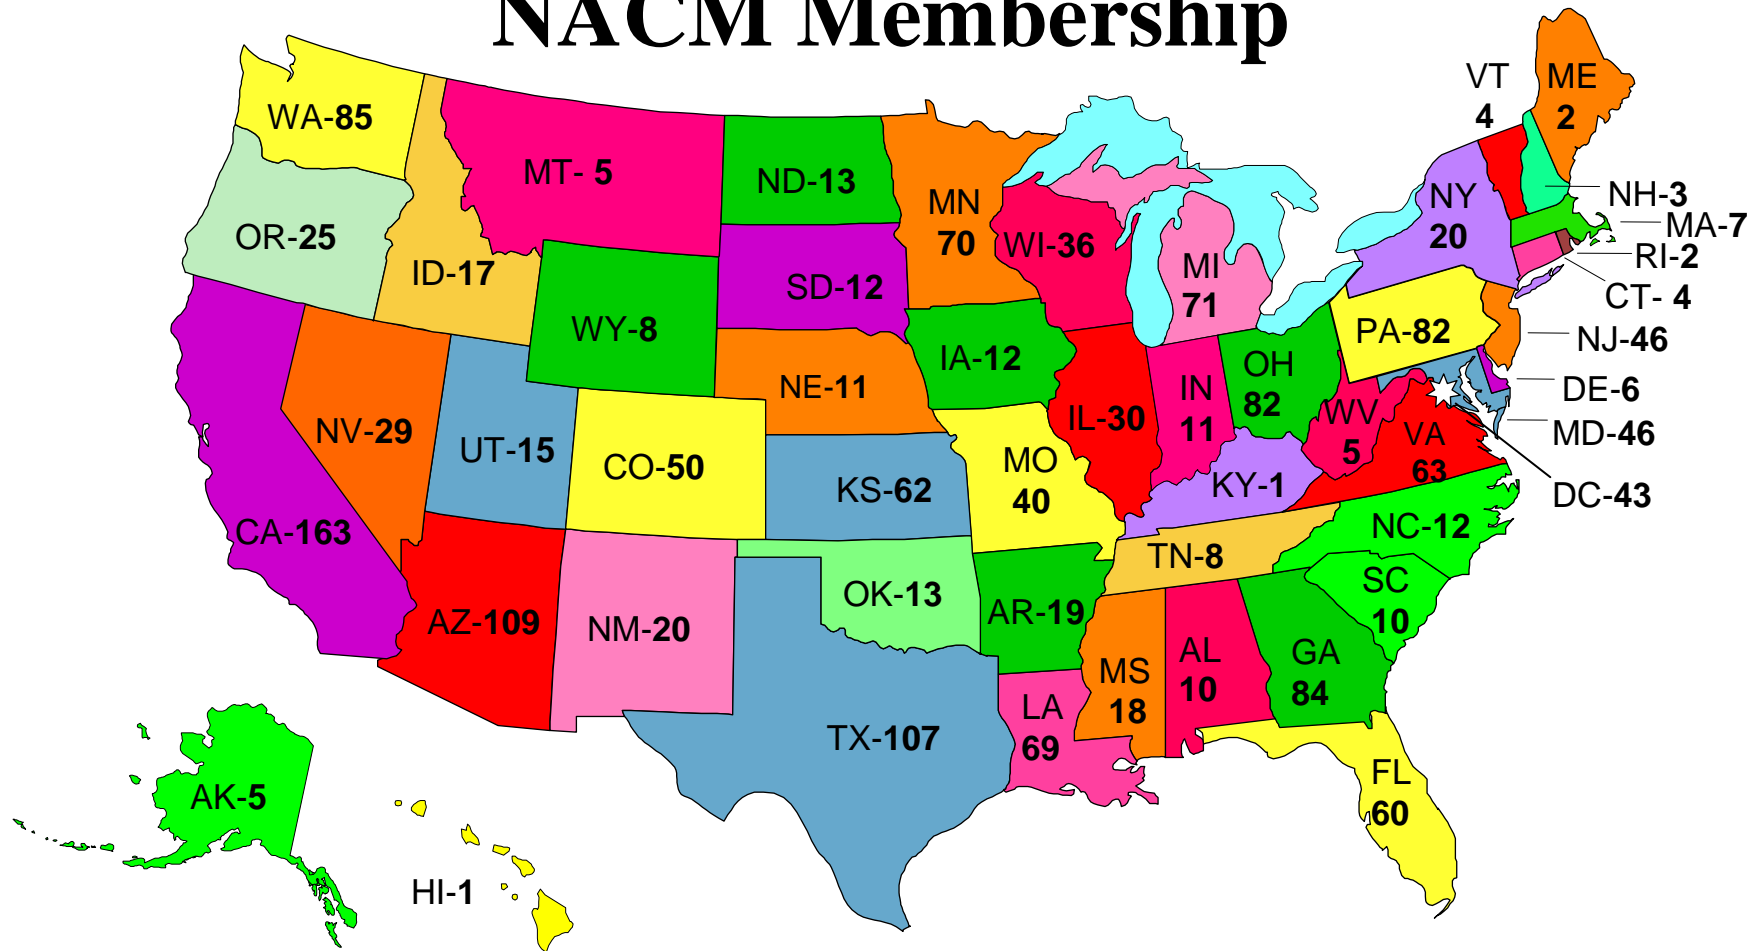 NACM Membership
VT
4
ME
2
WA-85
MT- 5
ND-13
MN
70
NY
20
NH-3
MA-7
OR-25
WI-36
RI-2
ID-17
SD-12
MI
71
CT- 4
WY-8
PA-82
NJ-46
IA-12
NE-11
OH
82
IN
11
DE-6
NV-29
IL-30
WV
5
VA
63
MD-46
UT-15
CO-50
MO
40
KS-62
KY-1
DC-43
CA-163
NC-12
TN-8
SC
10
OK-13
AR-19
AZ-109
NM-20
MS
18
AL
10
GA
84
LA
69
TX-107
FL
60
AK-5
HI-1